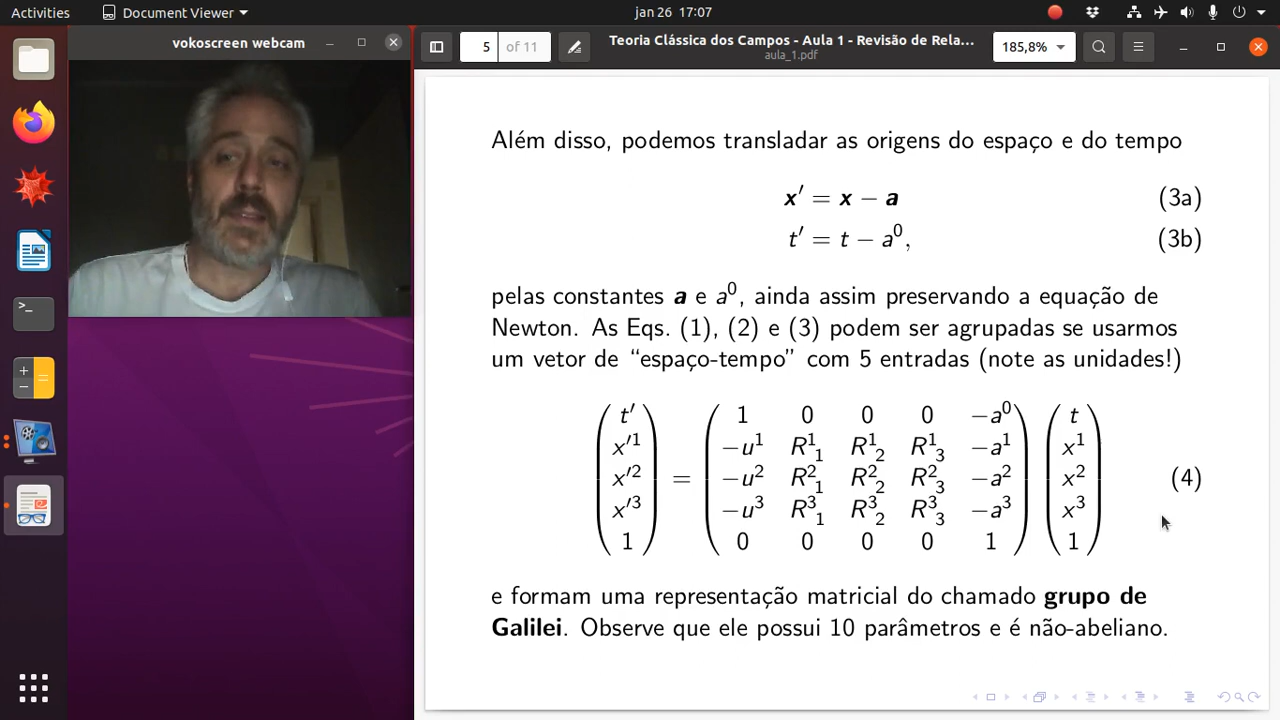 Activities
Document Viewer
jan 26 17:07
vokoscreen webcam
5 of 11
Teoria Clássica dos Campos - Aula 1 - Revisão de Rela...
aula_1.pdf
185,8%
Além disso, podemos transladar as origens do espaço e do tempo
x′ = x − a (3a)
t′ = t − a⁰, (3b)
pelas constantes a e a⁰, ainda assim preservando a equação de
Newton. As Eqs. (1), (2) e (3) podem ser agrupadas se usarmos
um vetor de “espaço-tempo” com 5 entradas (note as unidades!)
t′ 1 0 0 0 −a⁰ t
x′¹ −u¹ R¹₁ R¹₂ R¹₃ −a¹ x¹
x′² = −u² R²₁ R²₂ R²₃ −a² x² (4)
x′³ −u³ R³₁ R³₂ R³₃ −a³ x³
1 0 0 0 0 1 1
e formam uma representação matricial do chamado grupo de
Galilei. Observe que ele possui 10 parâmetros e é não-abeliano.